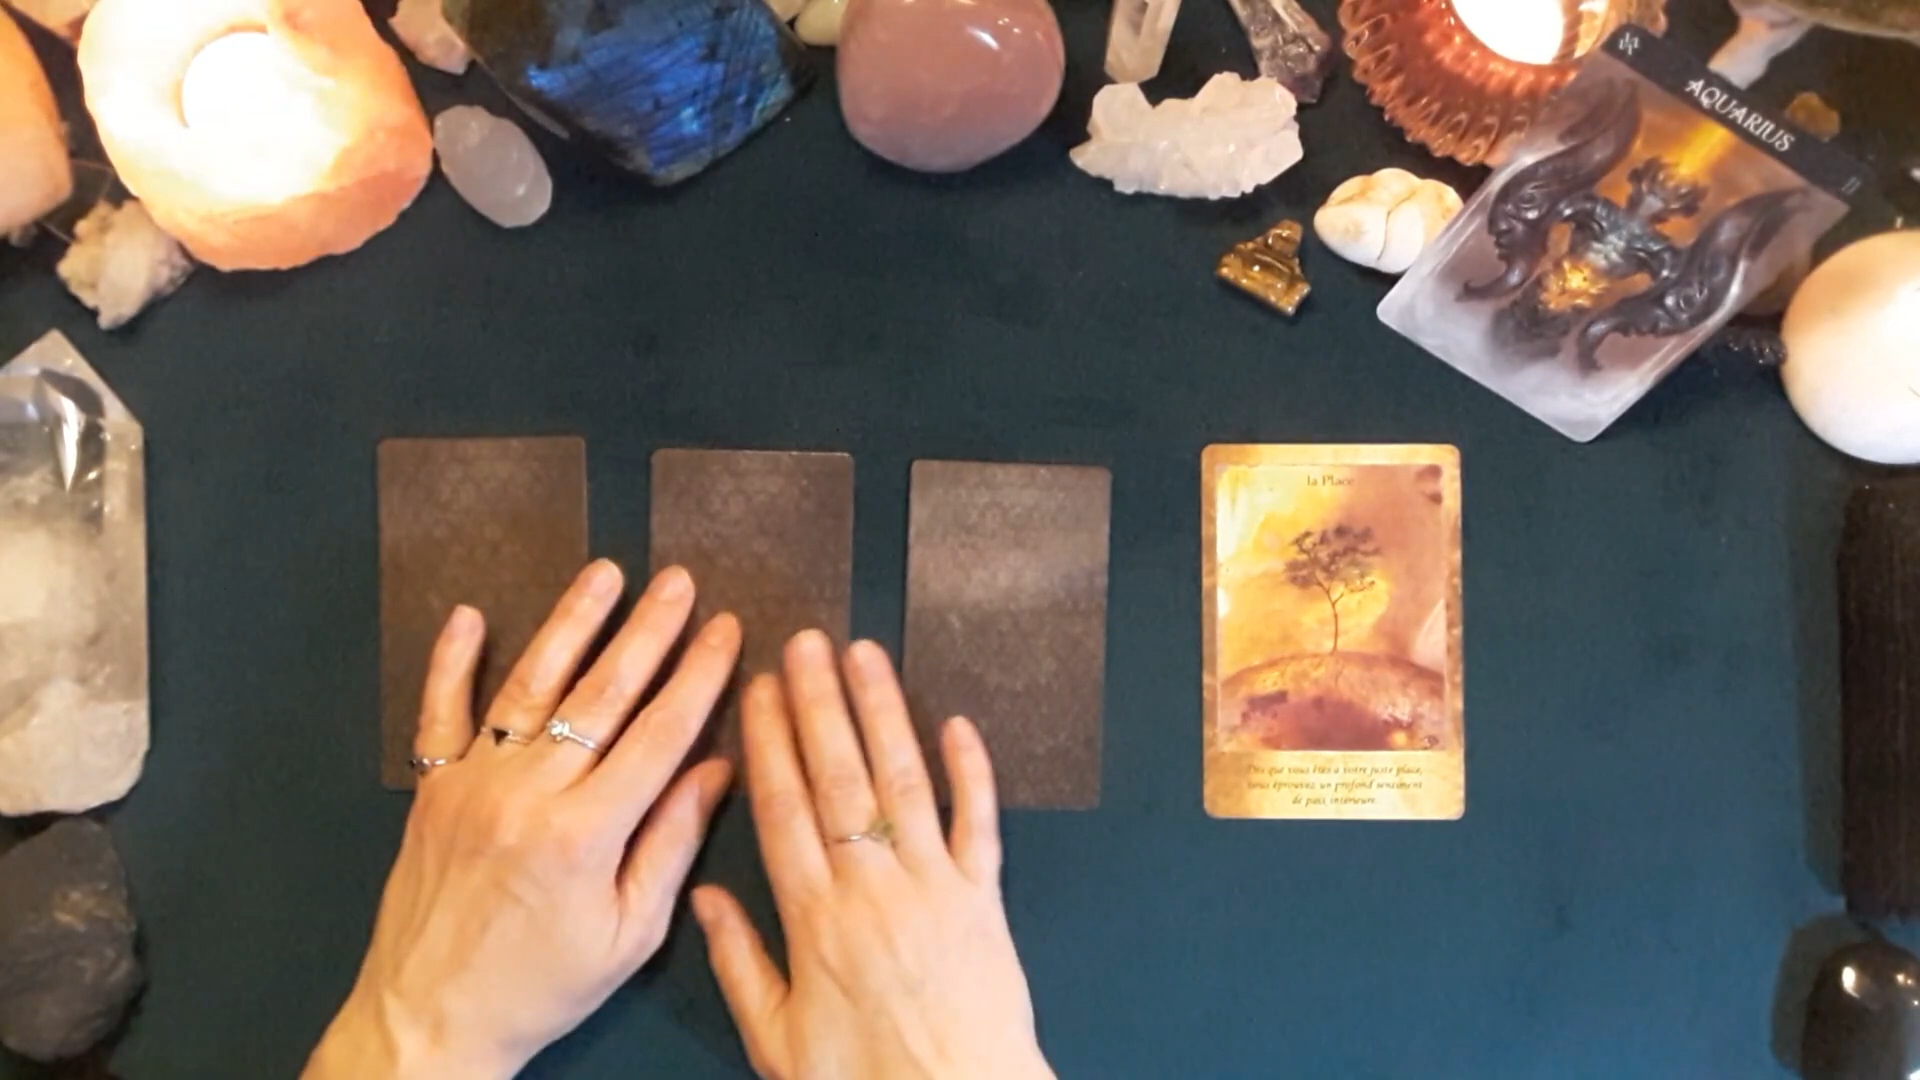 AQUARIUS
la Place
Dès que vous êtes à votre juste place,
vous éprouvez un profond sentiment
de paix intérieure.